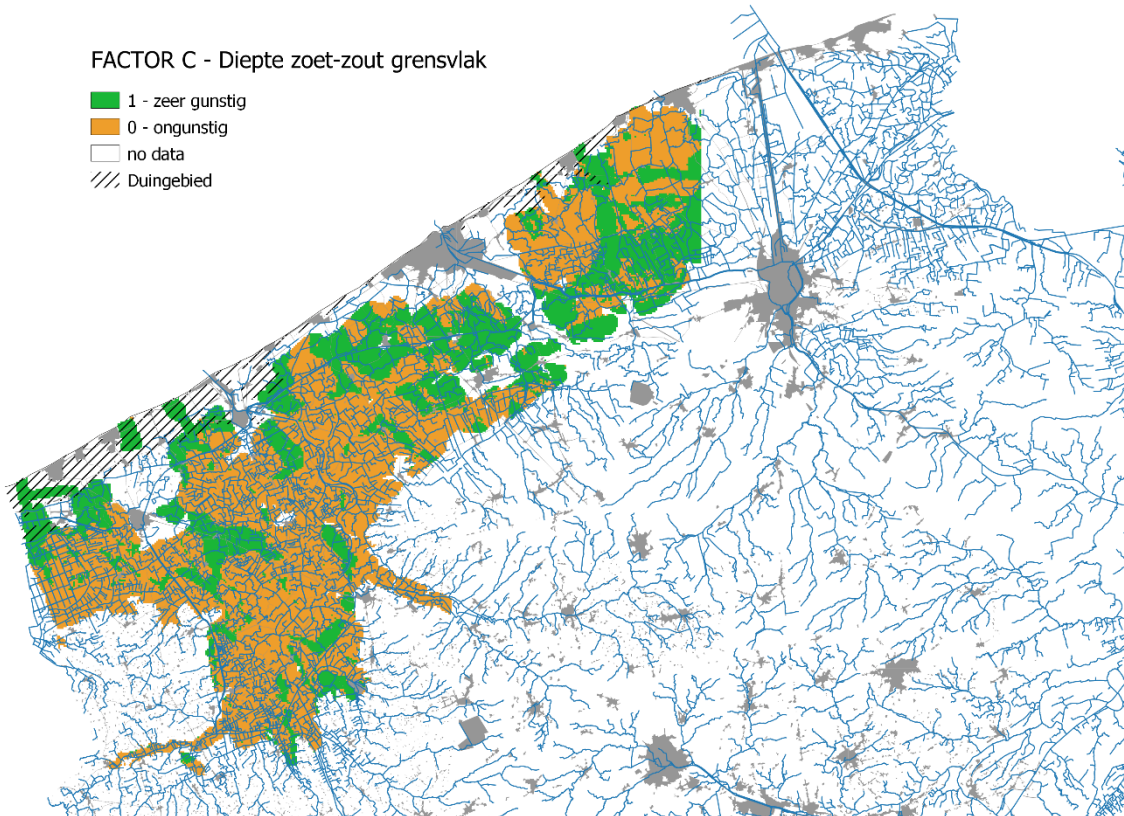 FACTOR C - Diepte zoet-zout grensvlak
1 - zeer gunstig
0 - ongunstig
no data
Duingebied